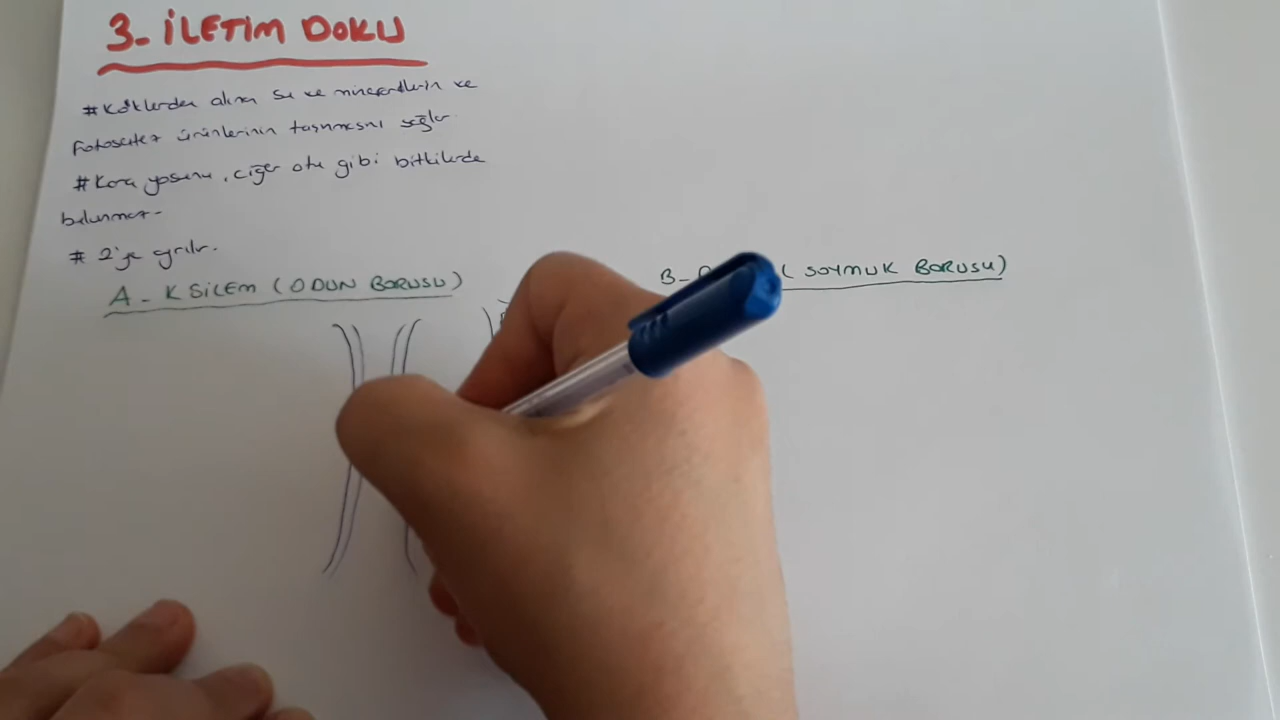 3- İLETİM DOKU
# Köklerden alınan su ve minerallerin ve
fotosentez ürünlerinin taşınmasını sağlar.
# Kara yosunu, ciğer otu gibi bitkilerde
bulunmaz-
# 2'ye ayrılır.
A - KSİLEM (ODUN BORUSU)
B- ( SOYMUK BORUSU)